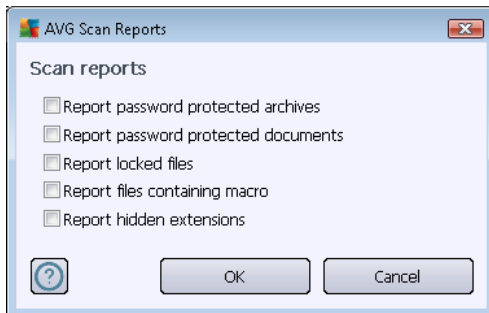 AVG Scan Reports
Scan reports
Report password protected archives
Report password protected documents
Report locked files
Report files containing macro
Report hidden extensions
?
OK
Cancel